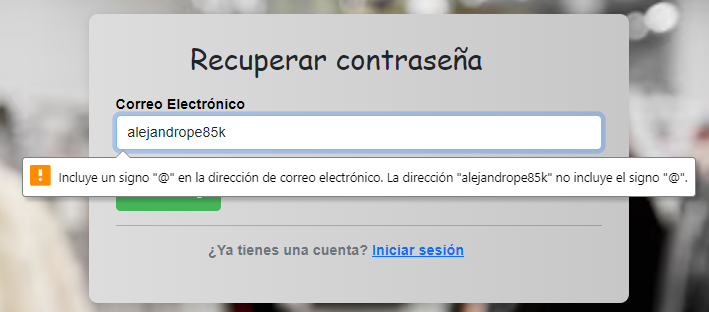 Recuperar contraseña
Correo Electrónico
alejandrope85k
Incluye un signo "@" en la dirección de correo electrónico. La dirección "alejandrope85k" no incluye el signo "@".
¿Ya tienes una cuenta? Iniciar sesión